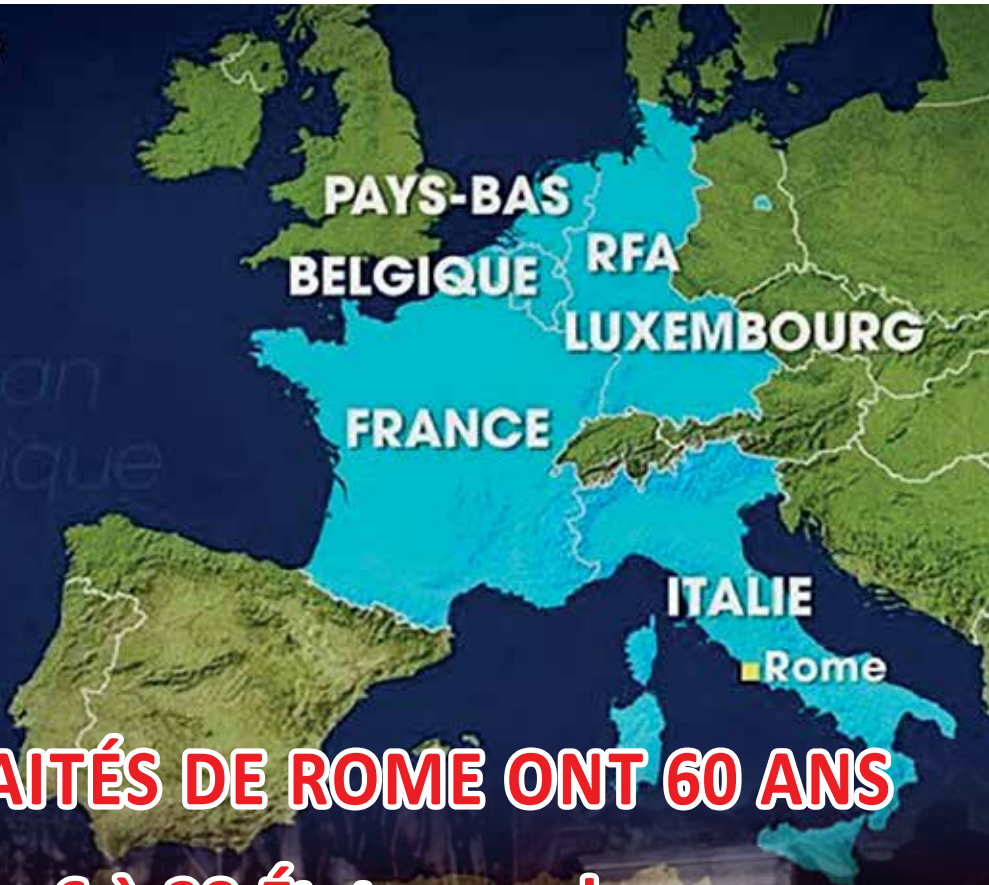 PAYS-BAS
RFA
BELGIQUE
LUXEMBOURG
FRANCE
ITALIE
Rome
AITÉS DE ROME ONT 60 ANS